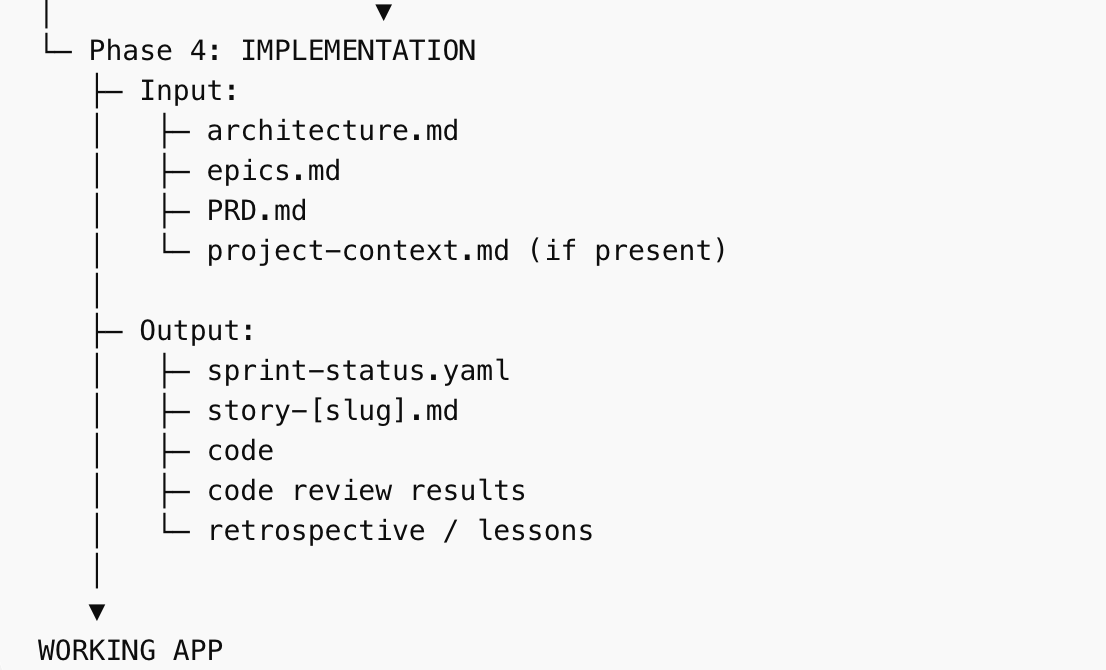 │                   ▼
└─ Phase 4: IMPLEMENTATION
   ├─ Input:
   │   ├─ architecture.md
   │   ├─ epics.md
   │   ├─ PRD.md
   │   └─ project-context.md (if present)
   │
   ├─ Output:
   │   ├─ sprint-status.yaml
   │   ├─ story-[slug].md
   │   ├─ code
   │   ├─ code review results
   │   └─ retrospective / lessons
   │
   ▼
WORKING APP